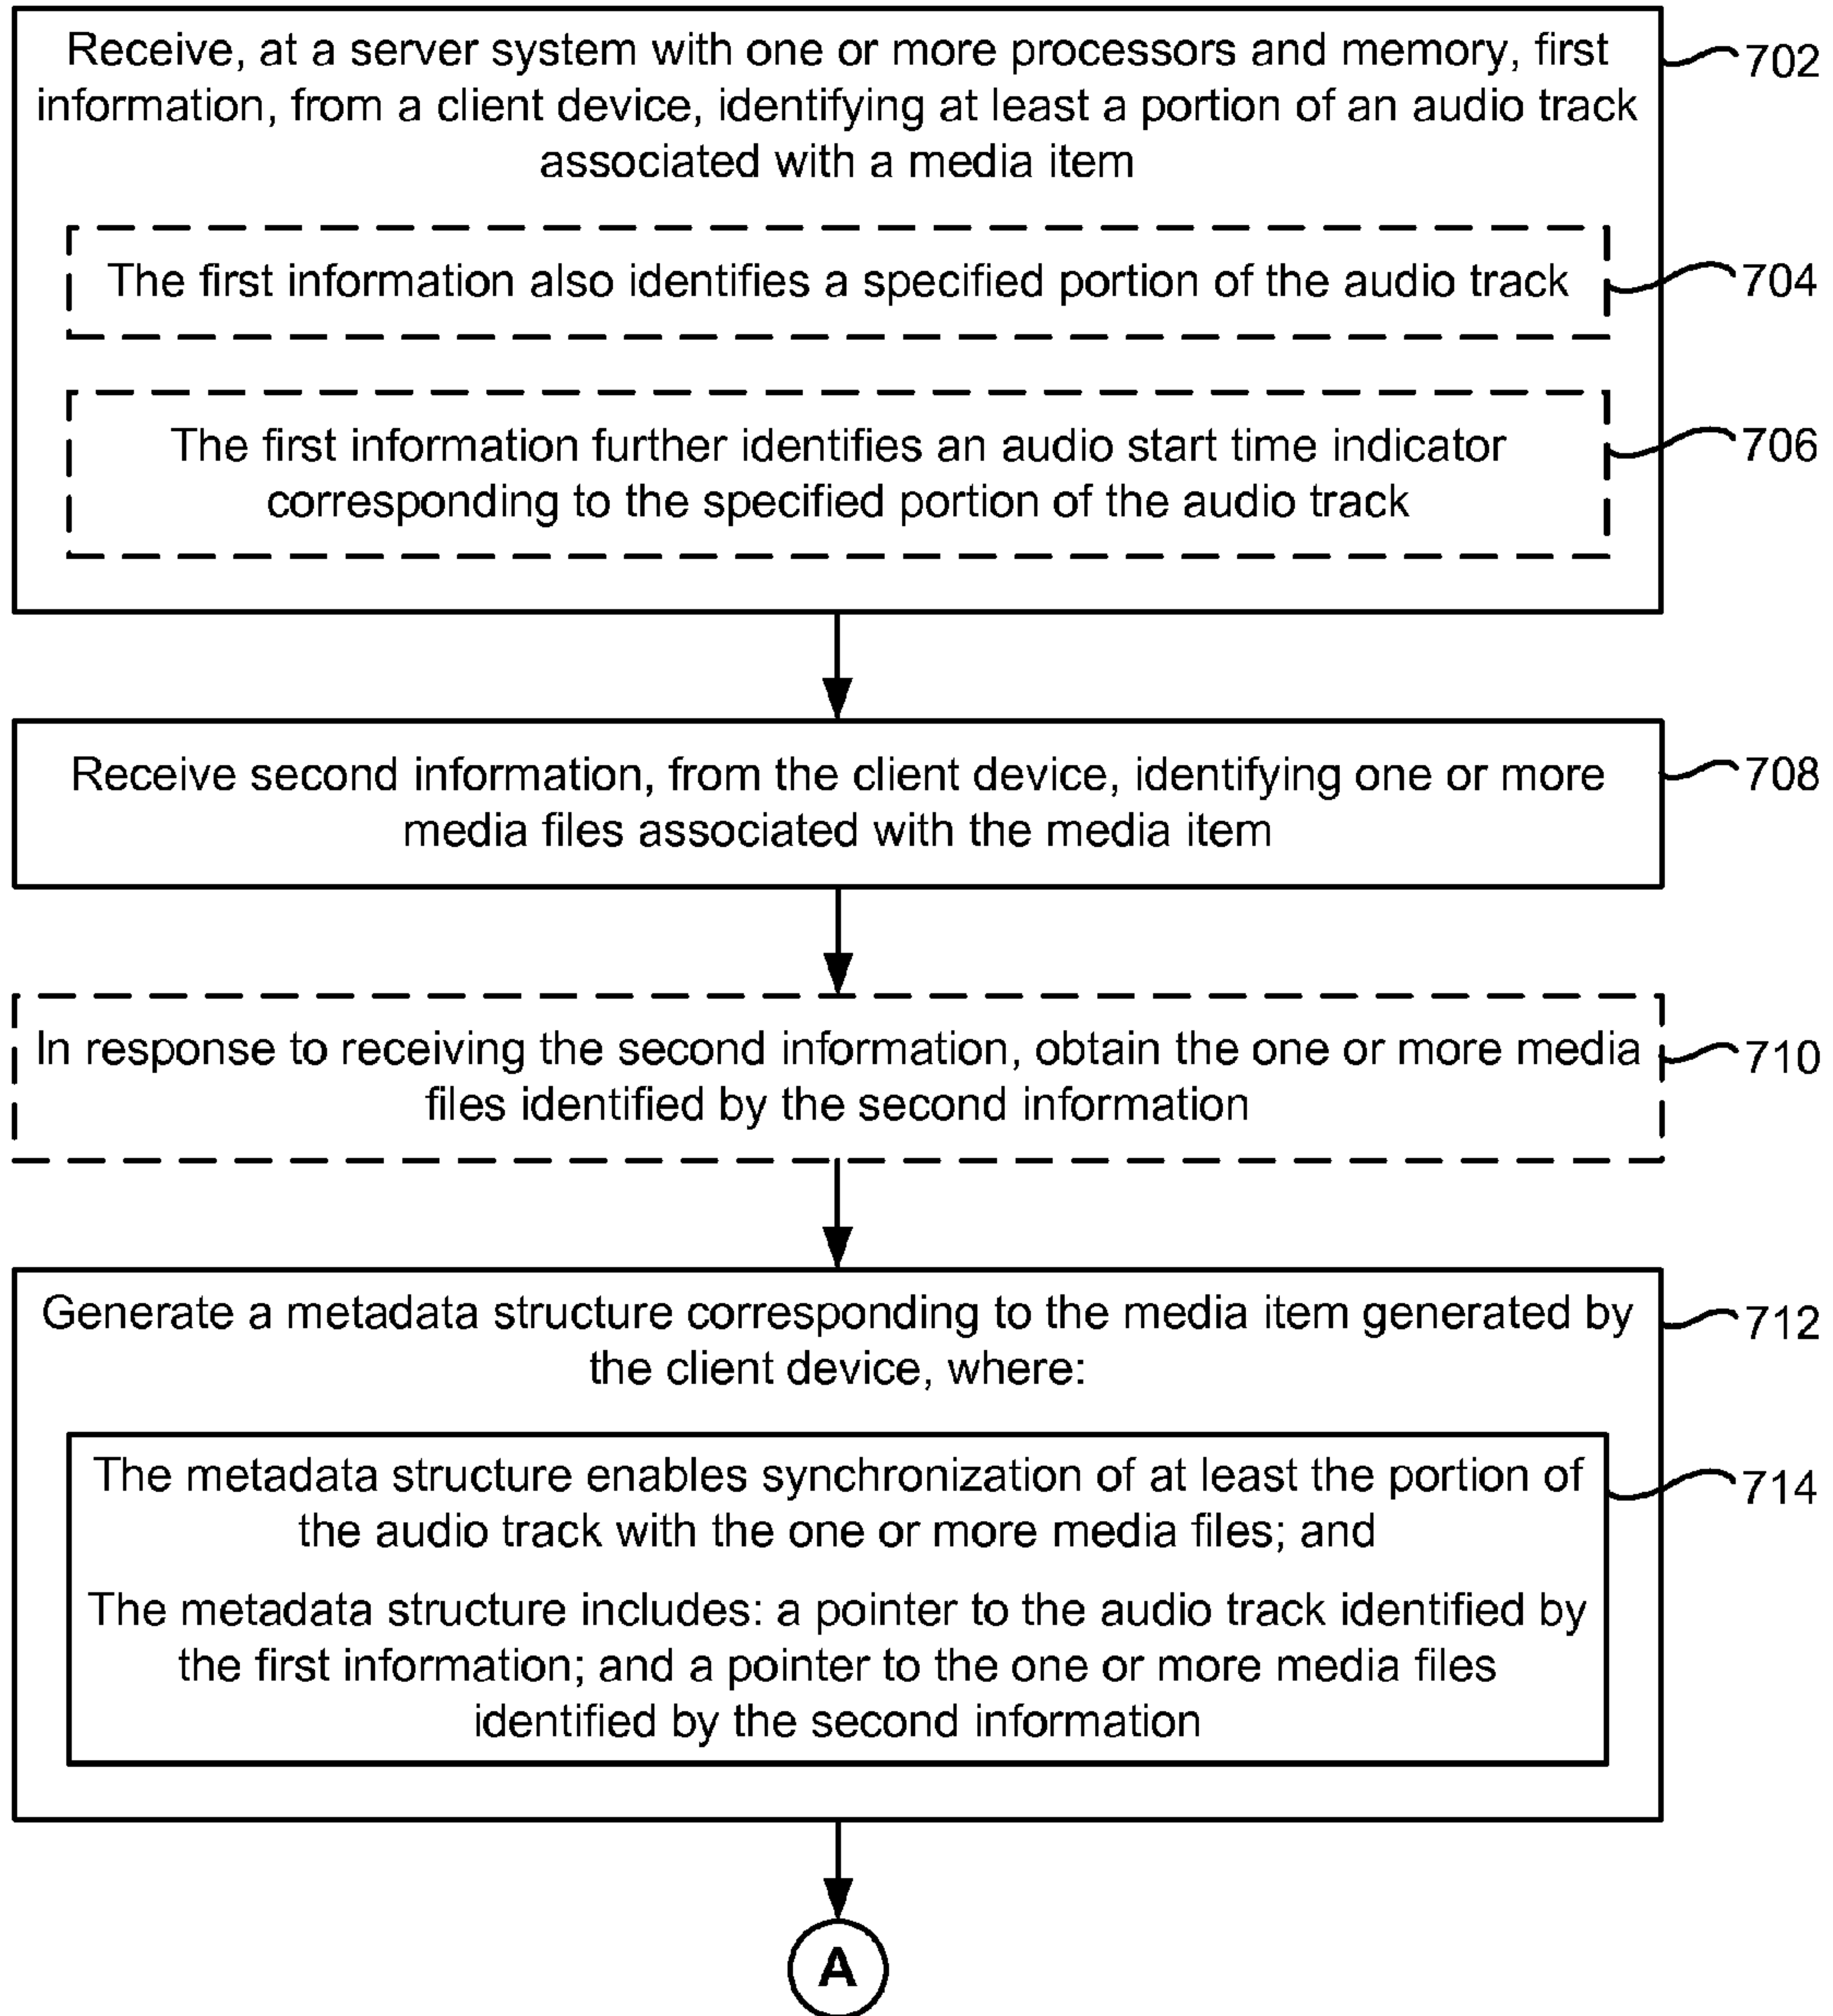 Receive, at a server system with one or more processors and memory, first
information, from a client device, identifying at least a portion of an audio track
associated with a media item
702
The first information also identifies a specified portion of the audio track
704
The first information further identifies an audio start time indicator
corresponding to the specified portion of the audio track
706
Receive second information, from the client device, identifying one or more
media files associated with the media item
708
In response to receiving the second information, obtain the one or more media
files identified by the second information
710
Generate a metadata structure corresponding to the media item generated by
the client device, where:
712
The metadata structure enables synchronization of at least the portion of
the audio track with the one or more media files; and
714
The metadata structure includes: a pointer to the audio track identified by
the first information; and a pointer to the one or more media files
identified by the second information
A